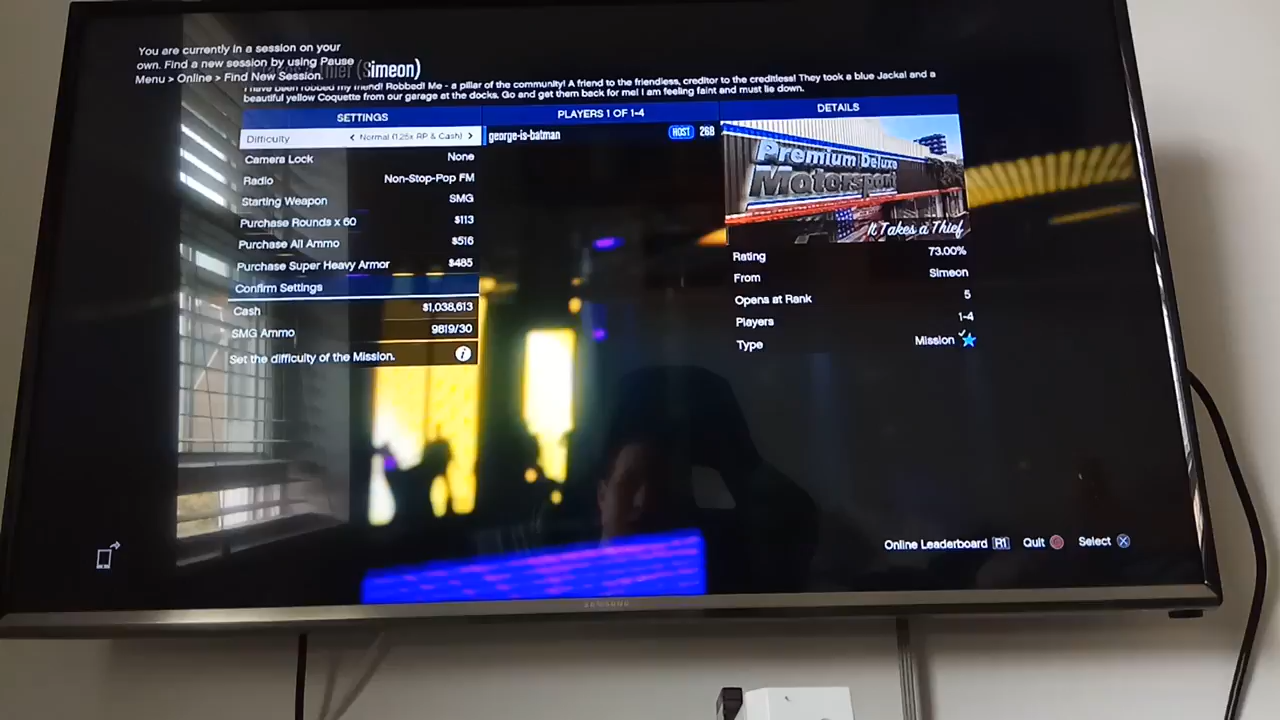 You are currently in a session on your
own. Find a new session by using Pause
Menu > Online > Find New Session.
(Simeon)
I have been robbed my friend! Robbed! Me - a pillar of the community! A friend to the friendless, creditor to the creditless! They took a blue Jackal and a
beautiful yellow Coquette from our garage at the docks. Go and get them back for me! I am feeling faint and must lie down.
SETTINGS
Difficulty < Normal (1.25x RP & Cash) >
Camera Lock None
Radio Non-Stop-Pop FM
Starting Weapon SMG
Purchase Rounds x 60 $113
Purchase All Ammo $516
Purchase Super Heavy Armor $485
Confirm Settings
Cash $1,038,613
SMG Ammo 9819/30
Set the difficulty of the Mission.
PLAYERS 1 OF 1-4
george-is-batman HOST 268
DETAILS
Premium Deluxe
Motorsport
It Takes a Thief
Rating 73.00%
From Simeon
Opens at Rank 5
Players 1-4
Type Mission
Online Leaderboard R1 Quit Select
SAMSUNG